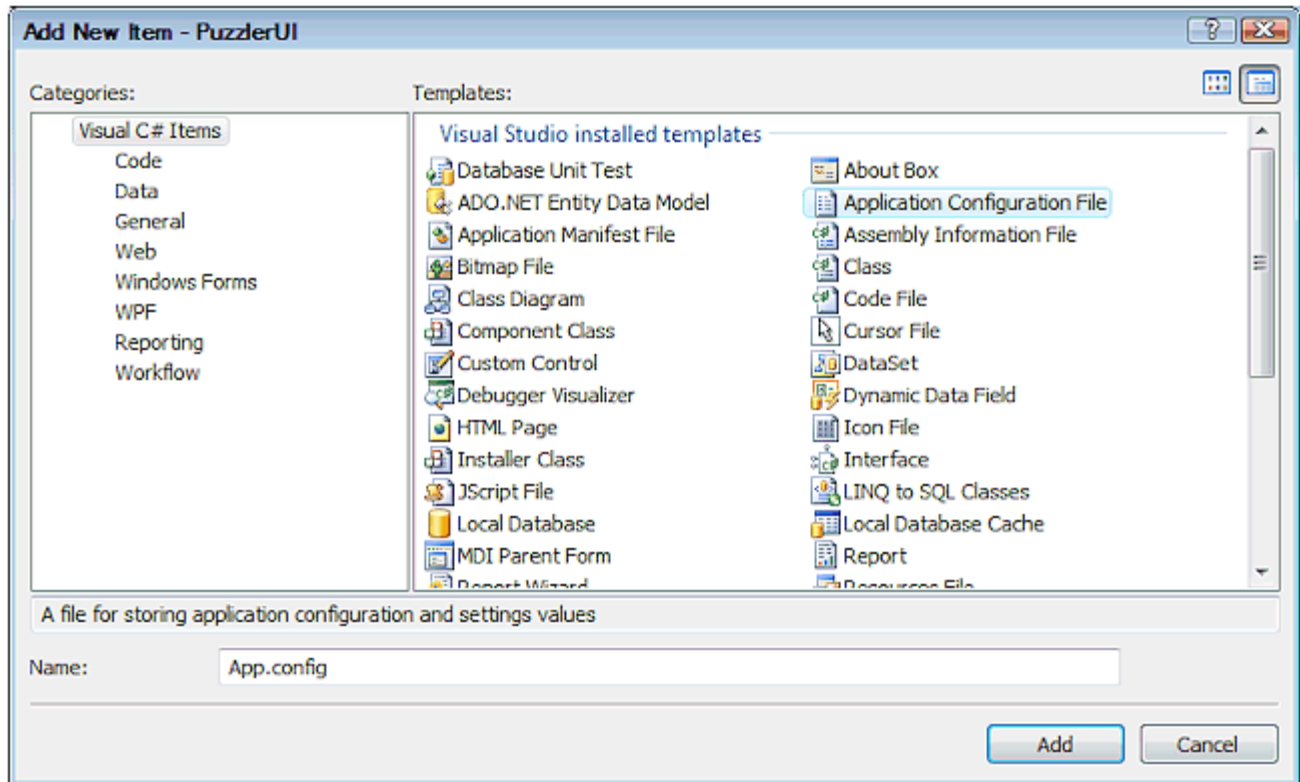 Add New Item - PuzzlerUI
Categories:
Templates:
Visual C# Items
Code
Data
General
Web
Windows Forms
WPF
Reporting
Workflow
Visual Studio installed templates
Database Unit Test
About Box
ADO.NET Entity Data Model
Application Configuration File
Application Manifest File
Assembly Information File
Bitmap File
Class
Class Diagram
Code File
Component Class
Cursor File
Custom Control
DataSet
Debugger Visualizer
Dynamic Data Field
HTML Page
Icon File
Installer Class
Interface
JScript File
LINQ to SQL Classes
Local Database
Local Database Cache
MDI Parent Form
Report
Report Wizard
Resources File
A file for storing application configuration and settings values
Name:
App.config
Add
Cancel